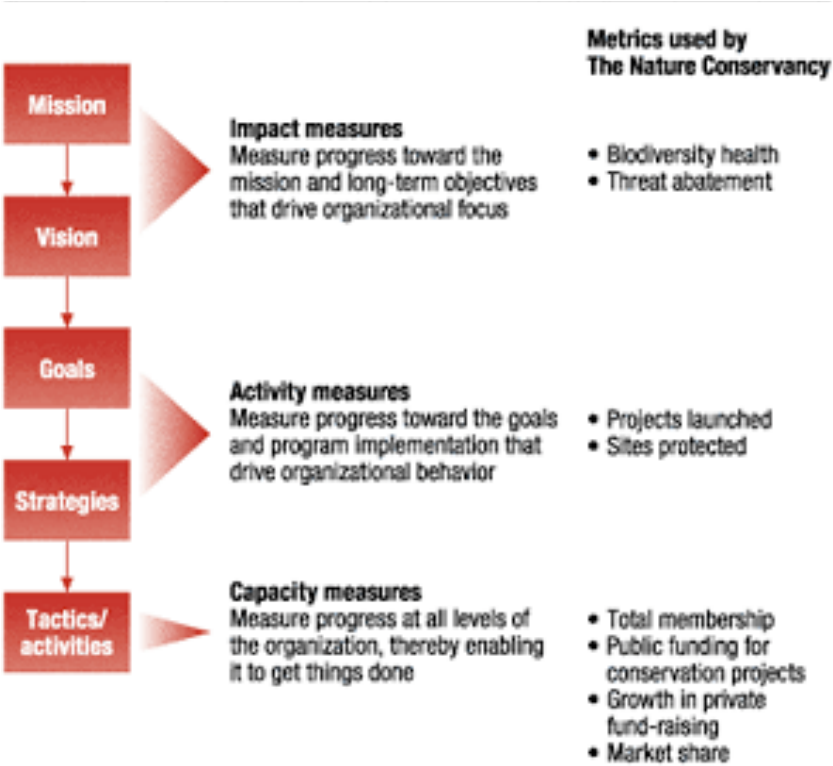 Metrics used by
The Nature Conservancy
Mission
Impact measures
Measure progress toward the
mission and long-term objectives
that drive organizational focus
• Biodiversity health
• Threat abatement
Vision
Goals
Activity measures
Measure progress toward the goals
and program implementation that
drive organizational behavior
• Projects launched
• Sites protected
Strategies
Tactics/
activities
Capacity measures
Measure progress at all levels of
the organization, thereby enabling
it to get things done
• Total membership
• Public funding for
conservation projects
• Growth in private
fund-raising
• Market share